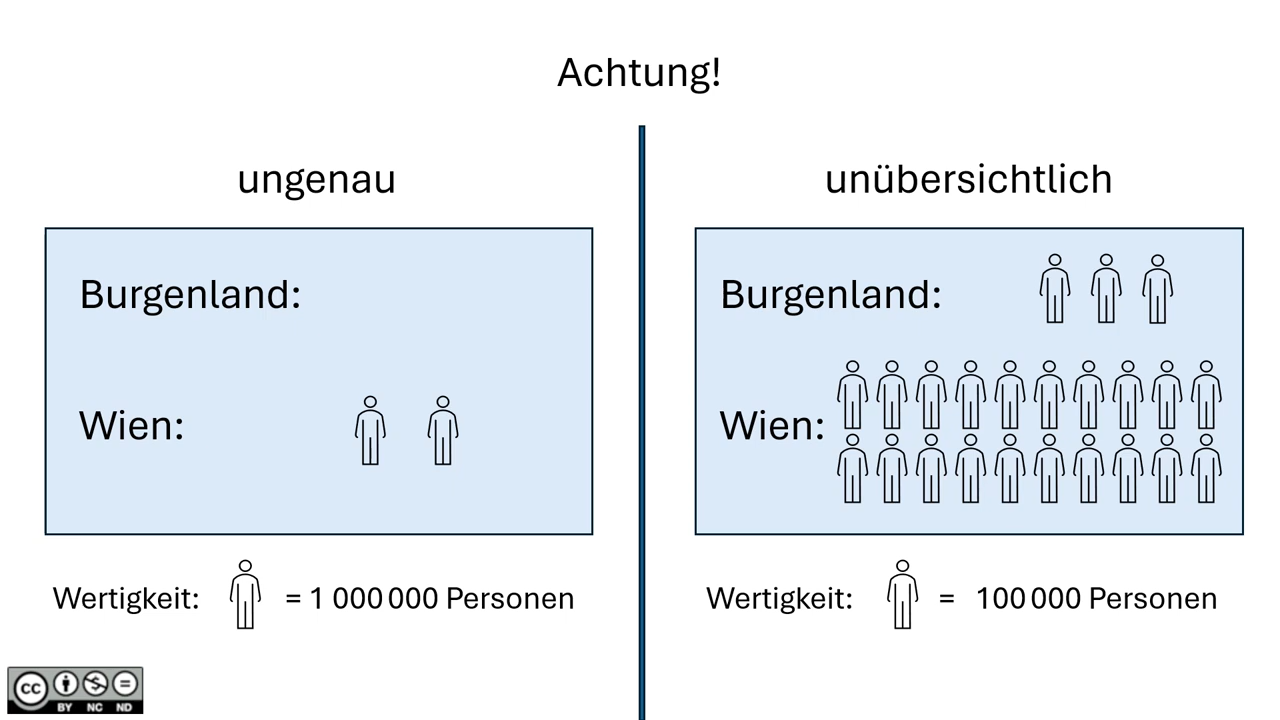 Achtung!
ungenau
Burgenland:
Wien:
Wertigkeit: = 1 000 000 Personen
unübersichtlich
Burgenland:
Wien:
Wertigkeit: = 100 000 Personen
cc
BY NC ND